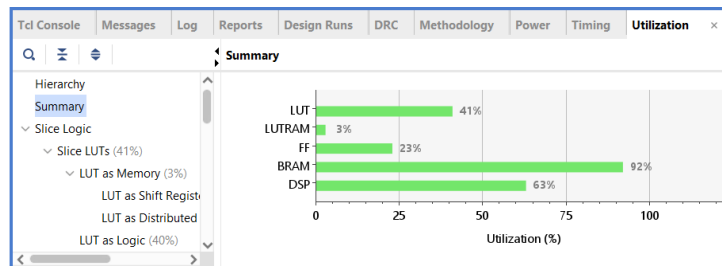 Tcl Console Messages Log Reports Design Runs DRC Methodology Power Timing Utilization ×
Summary
Hierarchy
Summary
Slice Logic
Slice LUTs (41%)
LUT as Memory (3%)
LUT as Shift Registe
LUT as Distributed
LUT as Logic (40%)
LUT 41%
LUTRAM 3%
FF 23%
BRAM 92%
DSP 63%
0 25 50 75 100
Utilization (%)